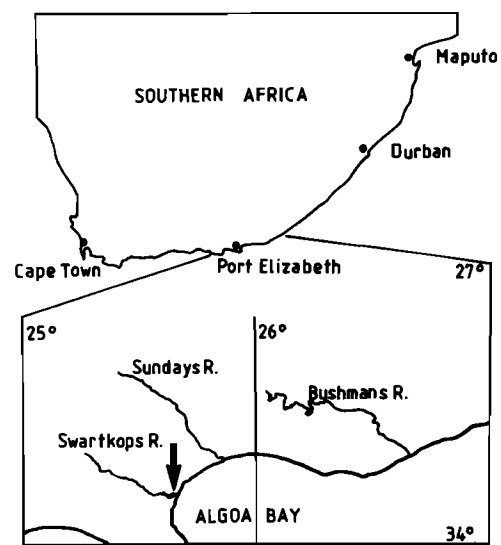 Maputo
SOUTHERN AFRICA
Durban
Cape Town
Port Elizabeth
27°
25°
26°
Sundays R.
Bushmans R.
Swartkops R.
ALGOA BAY
34°